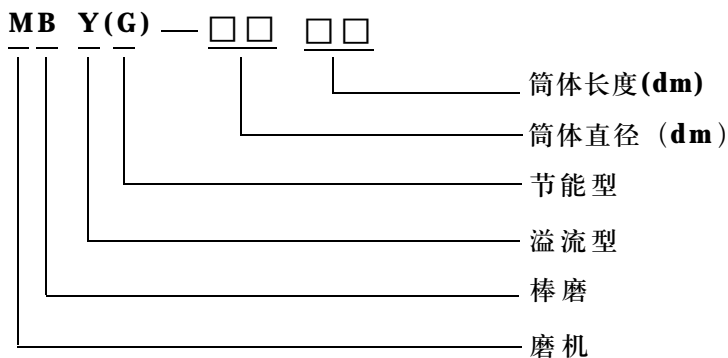 MB Y(G) — □□ □□
筒体长度(dm)
筒体直径（dm）
节能型
溢流型
棒磨
磨机